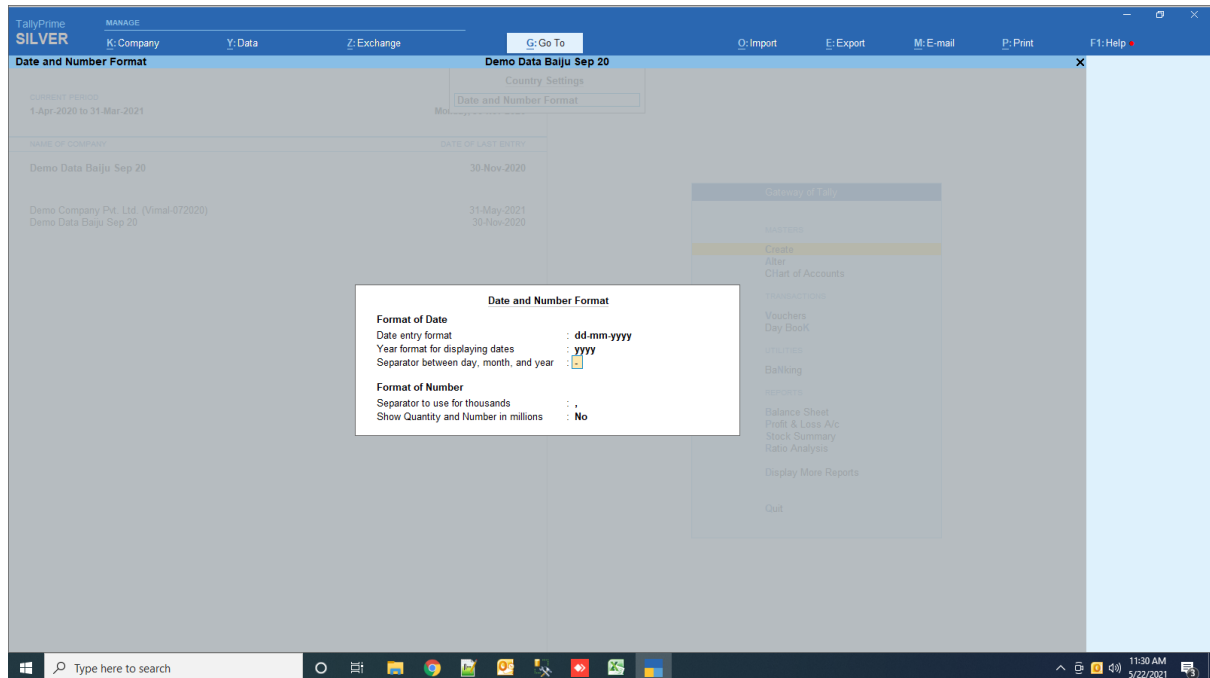 TallyPrime
MANAGE
SILVER
K: Company
Y: Data
Z: Exchange
G: Go To
O: Import
E: Export
M: E-mail
P: Print
F1: Help
Date and Number Format
Demo Data Baiju Sep 20
Country Settings
Date and Number Format
CURRENT PERIOD
1-Apr-2020 to 31-Mar-2021
NAME OF COMPANY
DATE OF LAST ENTRY
Demo Data Baiju Sep 20
30-Nov-2020
Demo Company Pvt. Ltd. (Vimal-072020)
31-May-2021
Demo Data Baiju Sep 20
30-Nov-2020
Gateway of Tally
MASTERS
Create
Alter
CHart of Accounts
TRANSACTIONS
Vouchers
Day BooK
UTILITIES
BaNking
REPORTS
Balance Sheet
Profit & Loss A/c
Stock Summary
Ratio Analysis
Display More Reports
Quit
Date and Number Format
Format of Date
Date entry format : dd-mm-yyyy
Year format for displaying dates : yyyy
Separator between day, month, and year : -
Format of Number
Separator to use for thousands : ,
Show Quantity and Number in millions : No
Type here to search
11:30 AM
5/22/2021
3